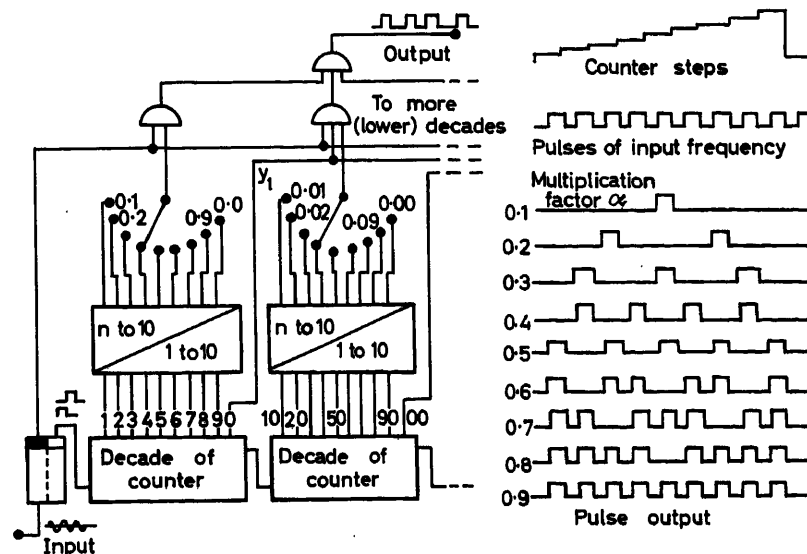 Output
To more
(lower) decades
y₁
0·1
0·2
0·9
0·0
0·01
0·02
0·09
0·00
n to 10
1 to 10
n to 10
1 to 10
1 2 3 4 5 6 7 8 9 0
10 20 50 90 00
Decade of
counter
Decade of
counter
Input
Counter steps
Pulses of input frequency
Multiplication
factor α
0·1
0·2
0·3
0·4
0·5
0·6
0·7
0·8
0·9
Pulse output